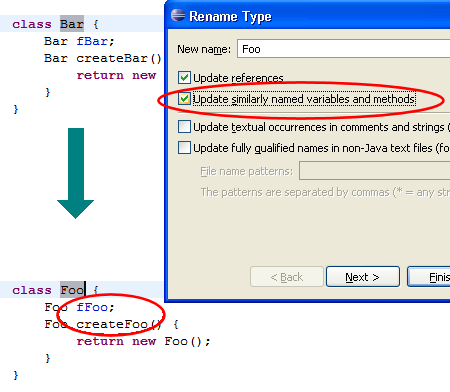 class Bar {
Bar fBar;
Bar createBar()
return new
}
}
class Foo {
Foo fFoo;
Foo createFoo() {
return new Foo();
}
}
Rename Type
New name: Foo
Update references
Update similarly named variables and methods
Update textual occurrences in comments and strings (
Update fully qualified names in non-Java text files (fo
File name patterns:
The patterns are separated by commas (* = any str
< Back Next > Finis